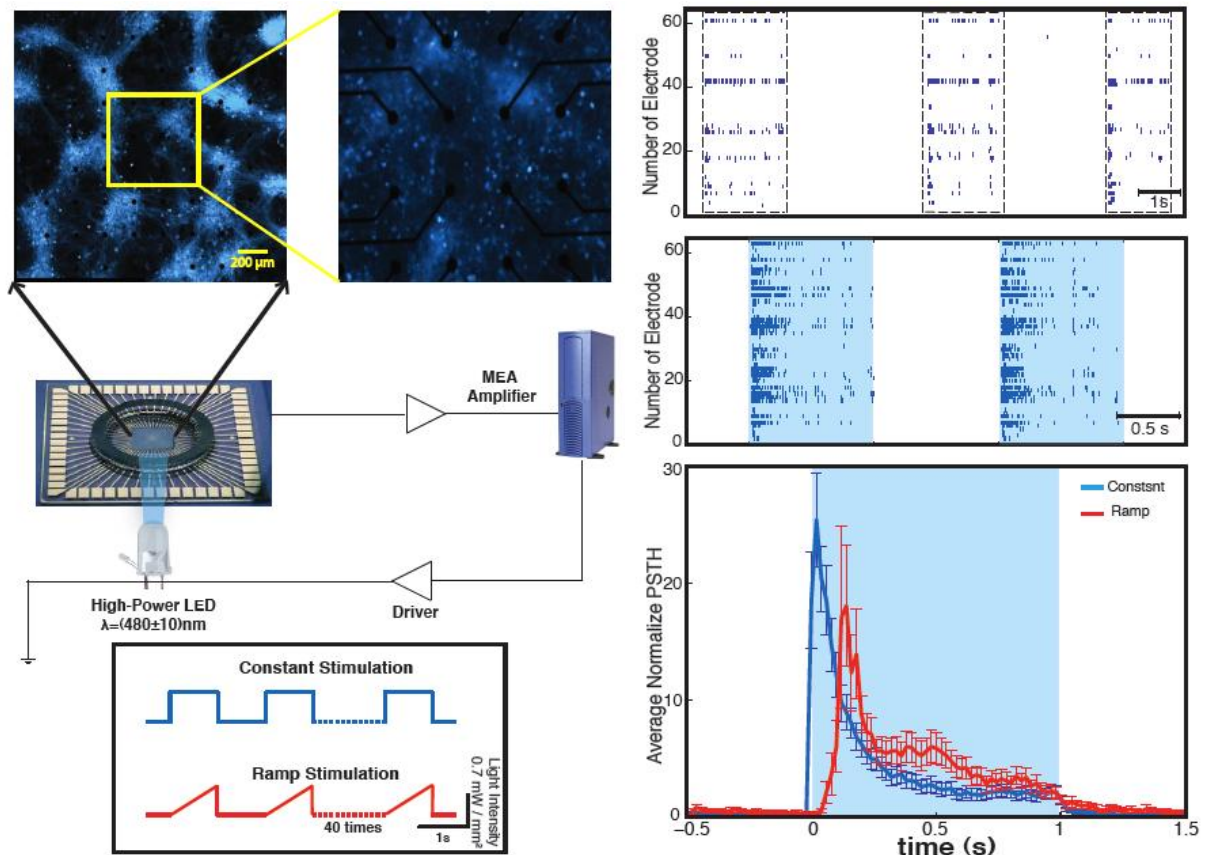 200 µm
MEA
Amplifier
High-Power LED
λ=(480±10)nm
Driver
Constant Stimulation
Ramp Stimulation
40 times
Light Intensity
0.7 mW / mm²
1s
60
40
20
0
Number of Electrode
1s
60
40
20
0
Number of Electrode
0.5 s
30
20
10
0
Average Normalize PSTH
Constsnt
Ramp
−0.5
0
0.5
1
1.5
time (s)